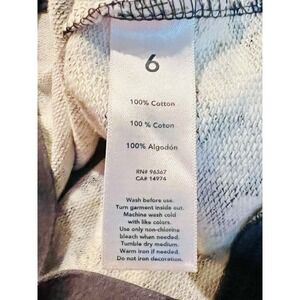 6
100% Cotton
100 % Coton
100% Algodón
RN# 96367
CA# 14974
Wash before use.
Turn garment inside out.
Machine wash cold
with like colors.
Use only non-chlorine
bleach when needed.
Tumble dry medium.
Warm iron if needed.
Do not iron decoration.